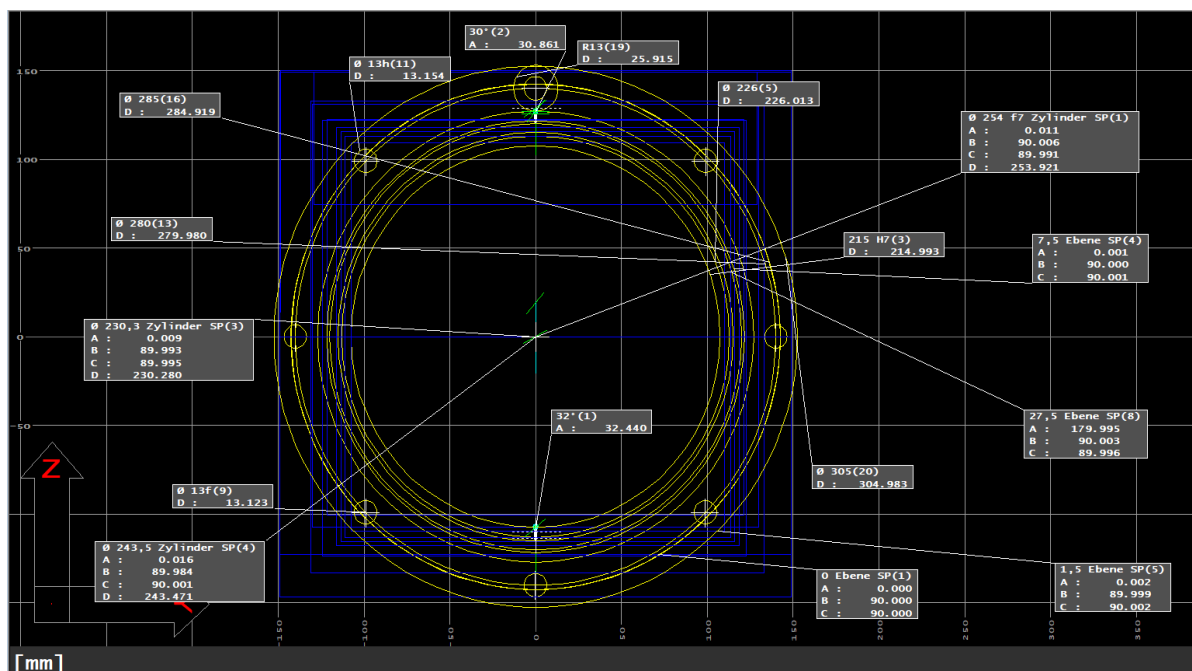 30°(2)
A : 30.861
R13(19)
D : 25.915
Ø 13h(11)
D : 13.154
Ø 285(16)
D : 284.919
Ø 226(5)
D : 226.013
Ø 254 f7 Zylinder SP(1)
A : 0.011
B : 90.006
C : 89.991
D : 253.921
Ø 280(13)
D : 279.980
215 H7(3)
D : 214.993
7,5 Ebene SP(4)
A : 0.001
B : 90.000
C : 90.001
Ø 230,3 Zylinder SP(3)
A : 0.009
B : 89.993
C : 89.995
D : 230.280
32°(1)
A : 32.440
27,5 Ebene SP(8)
A : 179.995
B : 90.003
C : 89.996
Ø 305(20)
D : 304.983
Ø 13f(9)
D : 13.123
Ø 243,5 Zylinder SP(4)
A : 0.016
B : 89.984
C : 90.001
D : 243.471
0 Ebene SP(1)
A : 0.000
B : 90.000
C : 90.000
1,5 Ebene SP(5)
A : 0.002
B : 89.999
C : 90.002
150
100
50
0
50
Z
150
100
50
0
50
100
150
200
250
300
350
[mm]